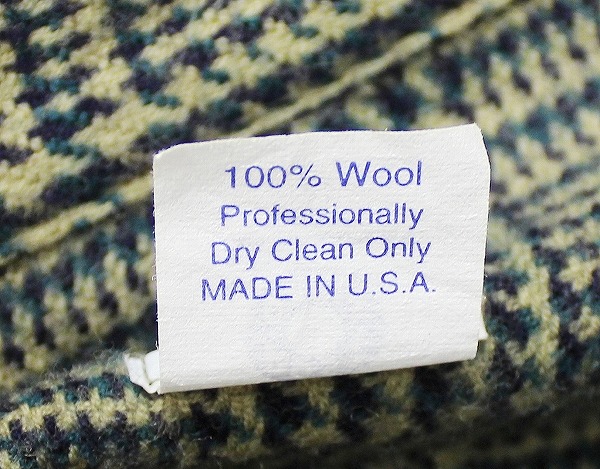 100% Wool
Professionally
Dry Clean Only
MADE IN U.S.A.